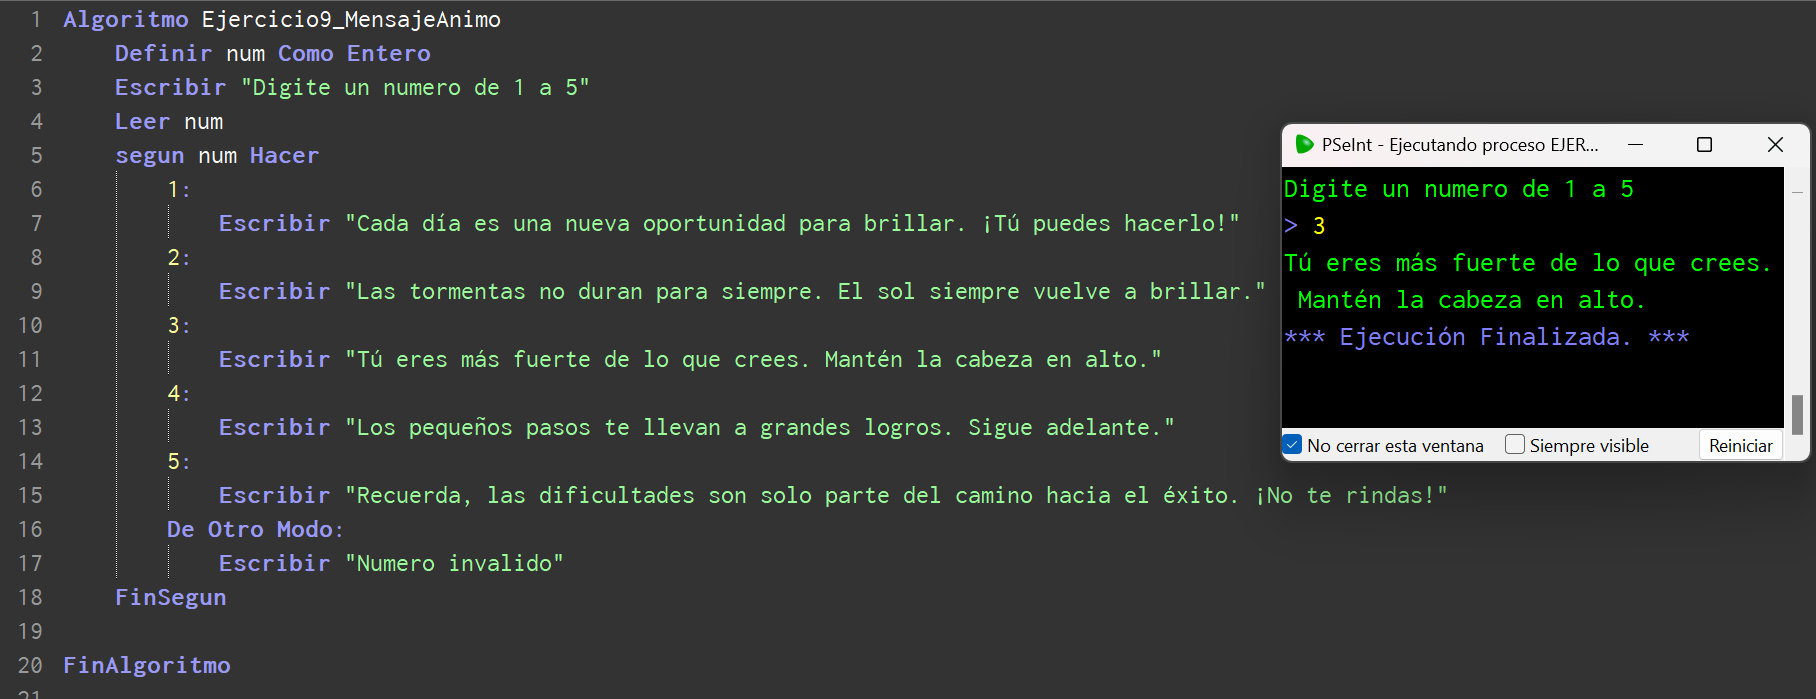 1 Algoritmo Ejercicio9_MensajeAnimo
2 Definir num Como Entero
3 Escribir "Digite un numero de 1 a 5"
4 Leer num
5 segun num Hacer
6 1:
7 Escribir "Cada día es una nueva oportunidad para brillar. ¡Tú puedes hacerlo!"
8 2:
9 Escribir "Las tormentas no duran para siempre. El sol siempre vuelve a brillar."
10 3:
11 Escribir "Tú eres más fuerte de lo que crees. Mantén la cabeza en alto."
12 4:
13 Escribir "Los pequeños pasos te llevan a grandes logros. Sigue adelante."
14 5:
15 Escribir "Recuerda, las dificultades son solo parte del camino hacia el éxito. ¡No te rindas!"
16 De Otro Modo:
17 Escribir "Numero invalido"
18 FinSegun
19
20 FinAlgoritmo
21
PSeInt - Ejecutando proceso EJER...
Digite un numero de 1 a 5
> 3
Tú eres más fuerte de lo que crees.
Mantén la cabeza en alto.
*** Ejecución Finalizada. ***
No cerrar esta ventana Siempre visible Reiniciar